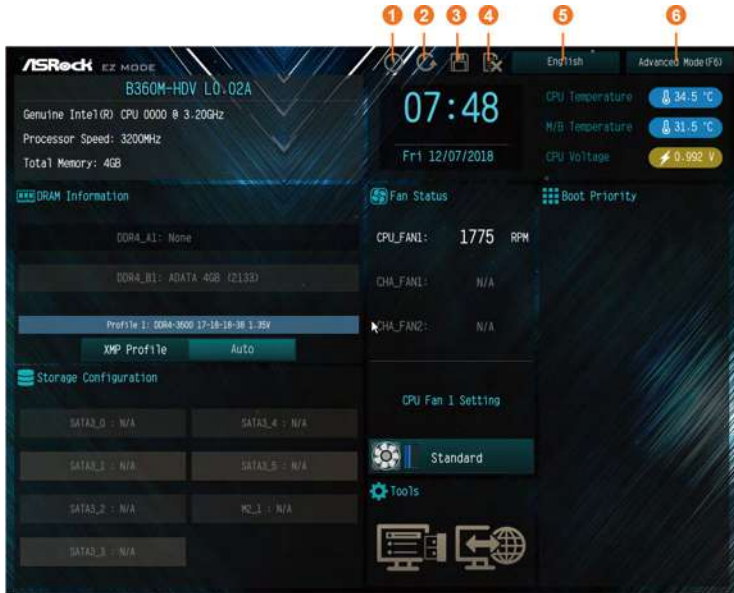 1 2 3 4 5 6
ASRock EZ MODE
English
Advanced Mode(F6)
B360M-HDV L0.02A
Genuine Intel(R) CPU 0000 @ 3.20GHz
Processor Speed: 3200MHz
Total Memory: 4GB
07:48
Fri 12/07/2018
CPU Temperature 34.5 °C
M/B Temperature 31.5 °C
CPU Voltage 0.992 V
DRAM Information
DDR4_A1: None
DDR4_B1: ADATA 4GB (2133)
Profile 1: DDR4-3600 17-18-18-38 1.35V
XMP Profile Auto
Storage Configuration
SATA3_0 : N/A SATA3_4 : N/A
SATA3_1 : N/A SATA3_5 : N/A
SATA3_2 : N/A M2_1 : N/A
SATA3_3 : N/A
Fan Status
CPU_FAN1: 1775 RPM
CHA_FAN1: N/A
CHA_FAN2: N/A
CPU Fan 1 Setting
Standard
Tools
Boot Priority